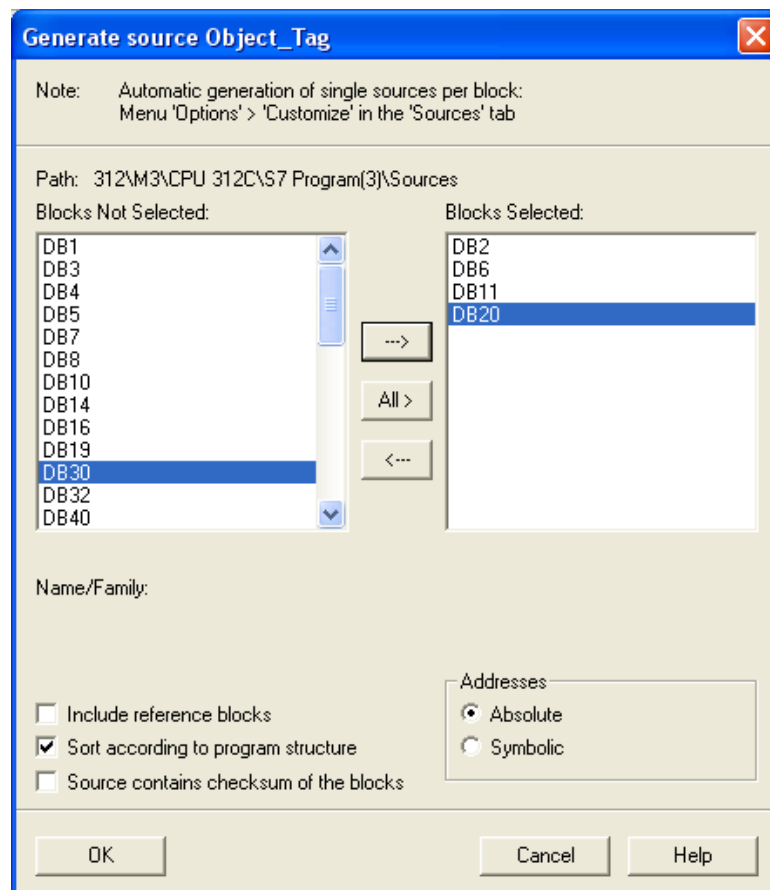 Generate source Object_Tag
Note: Automatic generation of single sources per block:
Menu 'Options' > 'Customize' in the 'Sources' tab
Path: 312\M3\CPU 312C\S7 Program(3)\Sources
Blocks Not Selected:
DB1
DB3
DB4
DB5
DB7
DB8
DB10
DB14
DB16
DB19
DB30
DB32
DB40
--->
All >
<---
Blocks Selected:
DB2
DB6
DB11
DB20
Name/Family:
Include reference blocks
Sort according to program structure
Source contains checksum of the blocks
Addresses
Absolute
Symbolic
OK
Cancel
Help